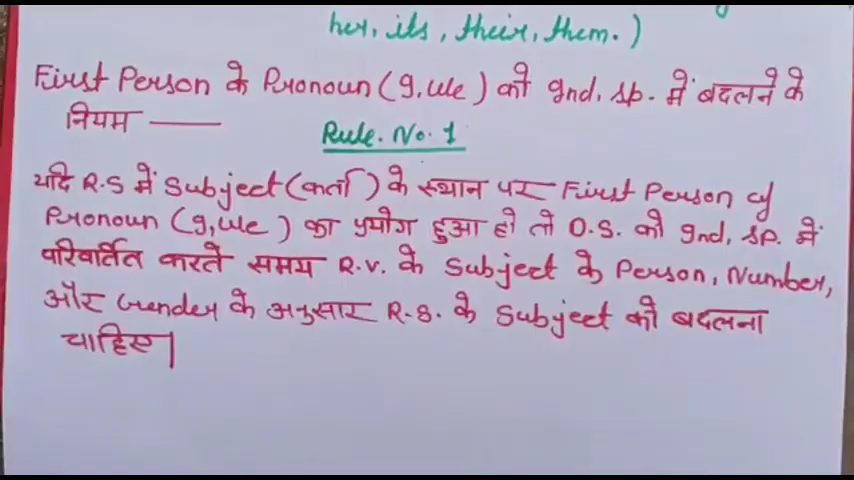 her, its, their, them. )
First Person के Pronoun ( I, we ) को Ind. sp. में बदलने के
नियम ——
Rule. No. 1
यदि R.S में Subject (कर्ता ) के स्थान पर First Person of
Pronoun ( I, we ) का प्रयोग हुआ हो तो D.S. को Ind. sp. में
परिवर्तित करते समय R.V. के Subject के Person, Number,
और Gender के अनुसार R.S. के Subject को बदलना
चाहिए।